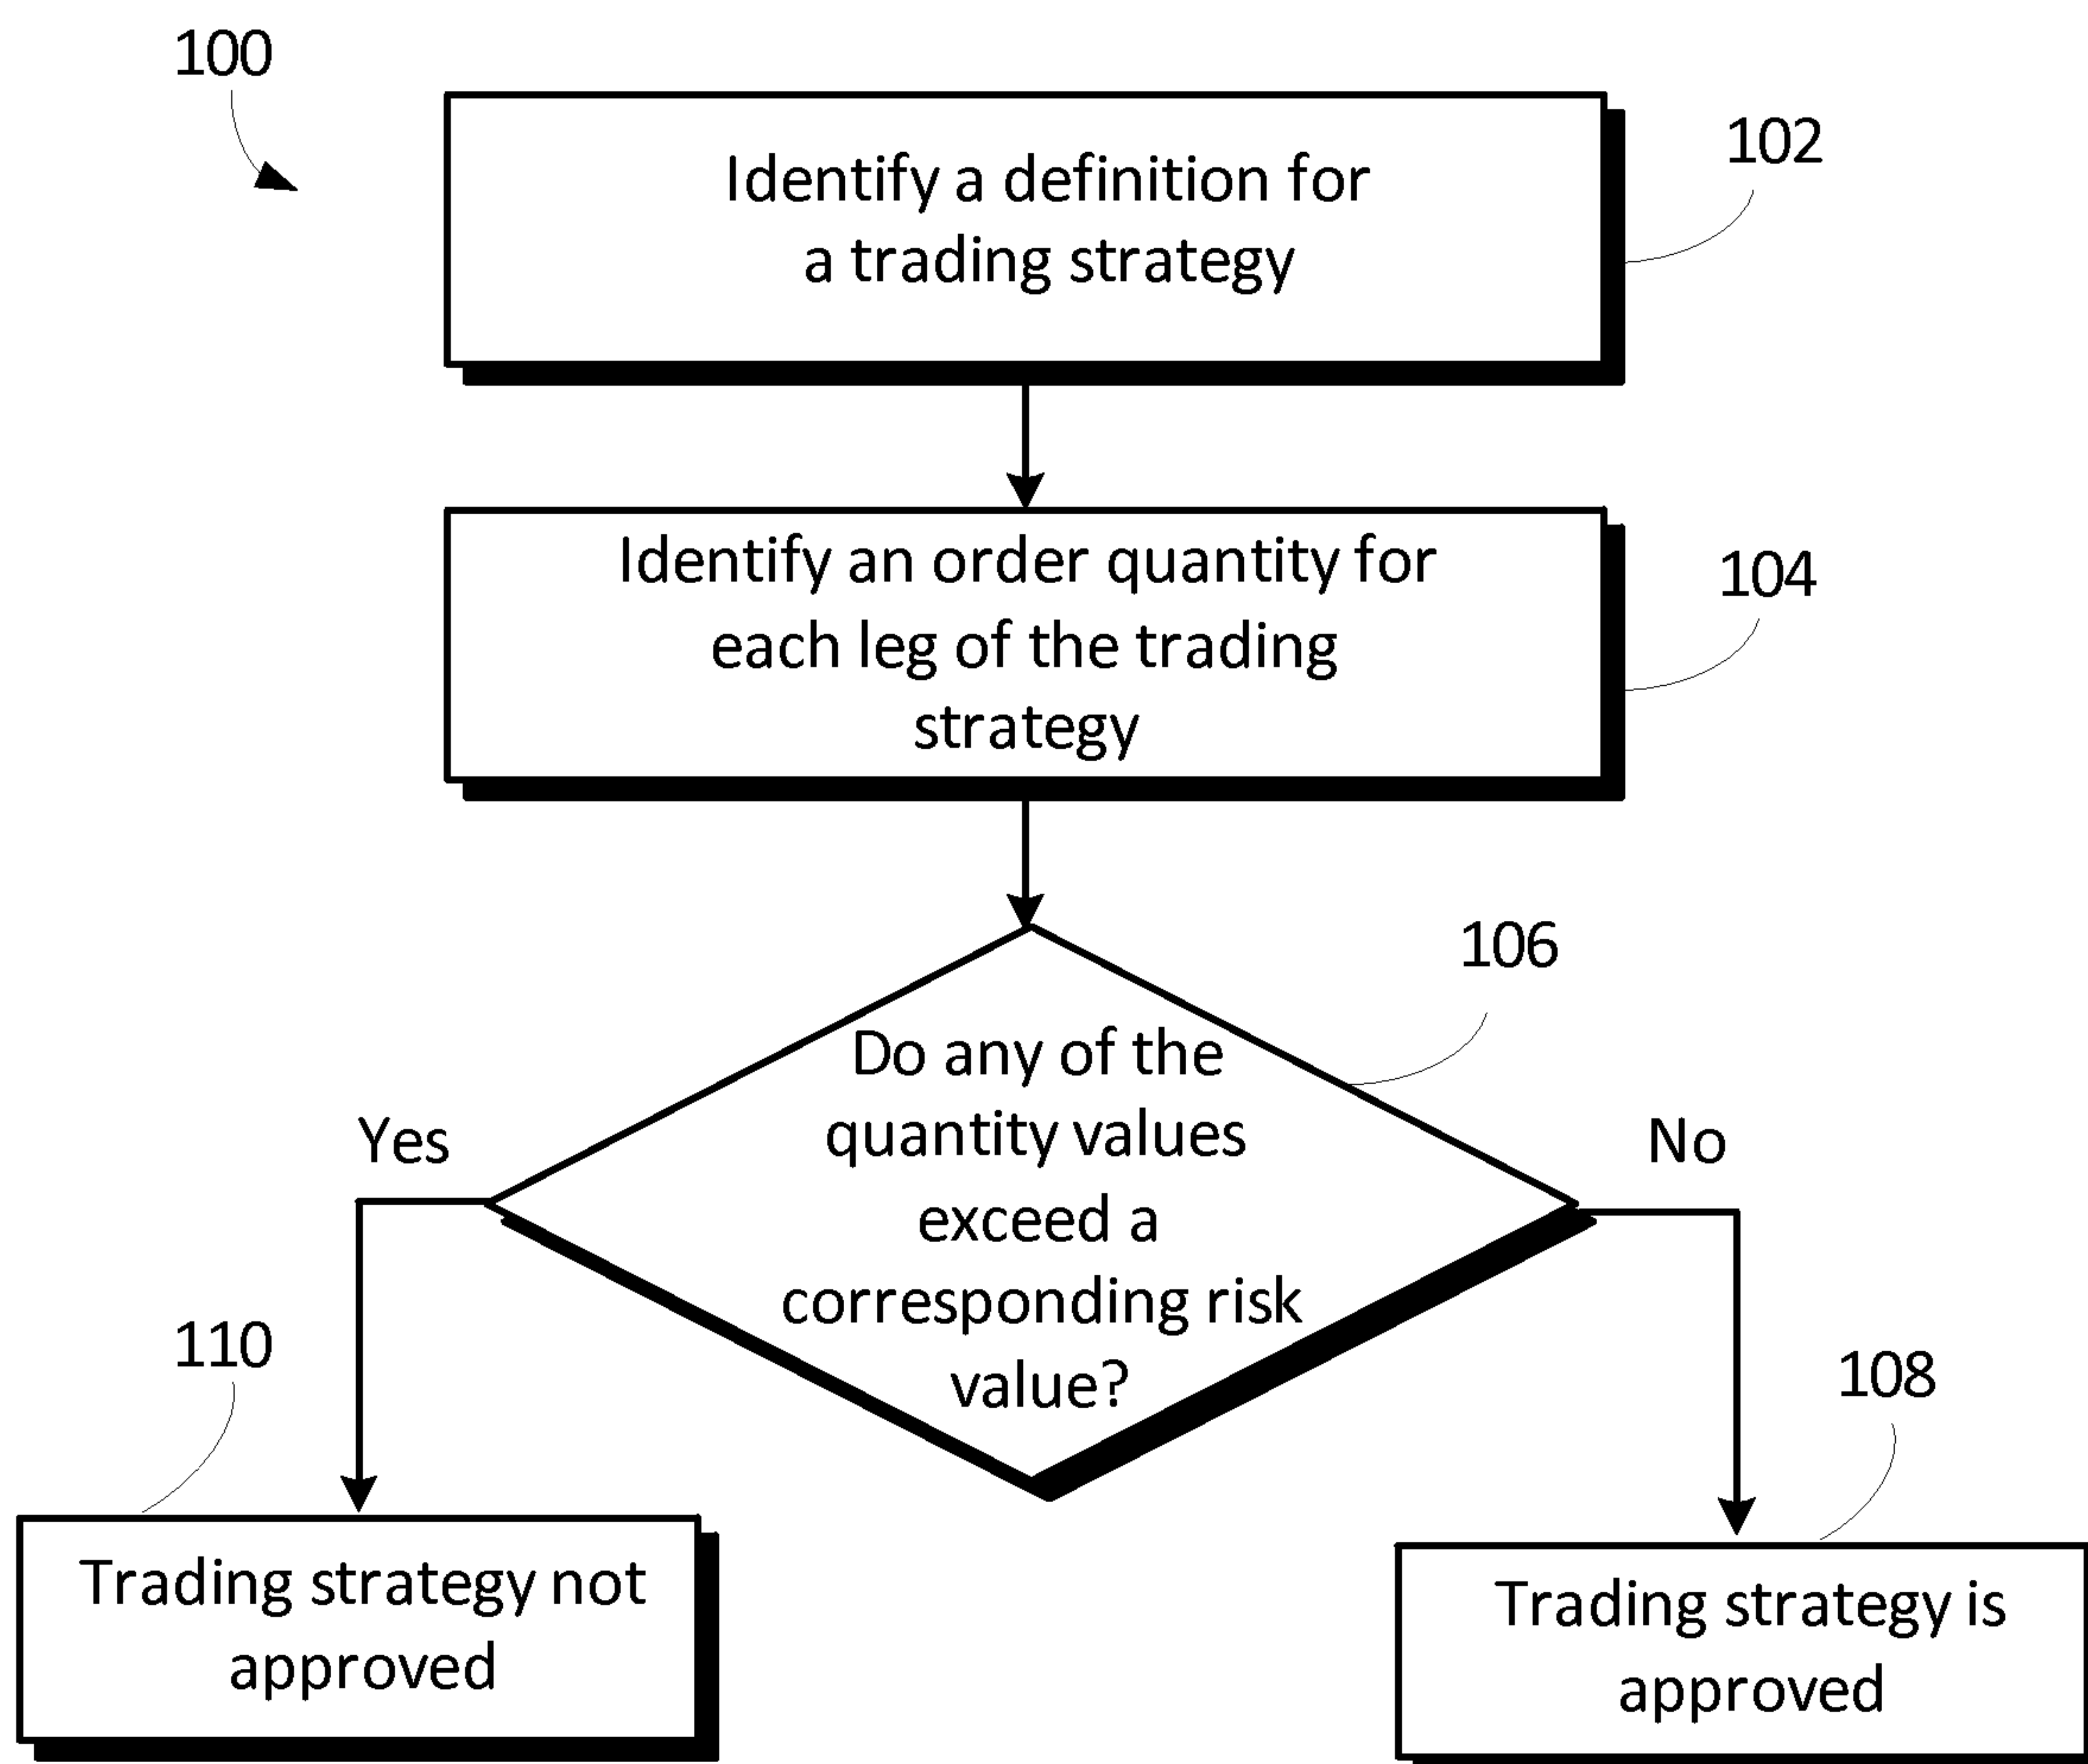 100
Identify a definition for
a trading strategy
102
Identify an order quantity for
each leg of the trading
strategy
104
106
Do any of the
quantity values
exceed a
corresponding risk
value?
Yes
No
110
108
Trading strategy not
approved
Trading strategy is
approved